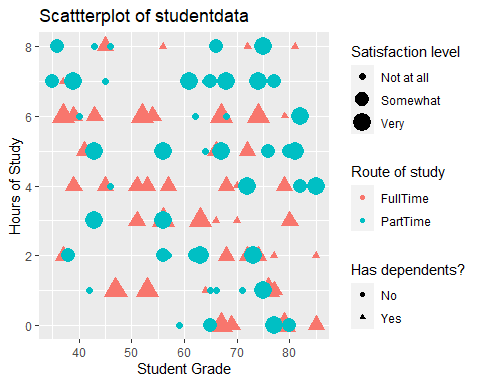 Scattterplot of studentdata
Hours of Study
8
6
4
2
0
40
50
60
70
80
Student Grade
Satisfaction level
Not at all
Somewhat
Very
Route of study
FullTime
PartTime
Has dependents?
No
Yes